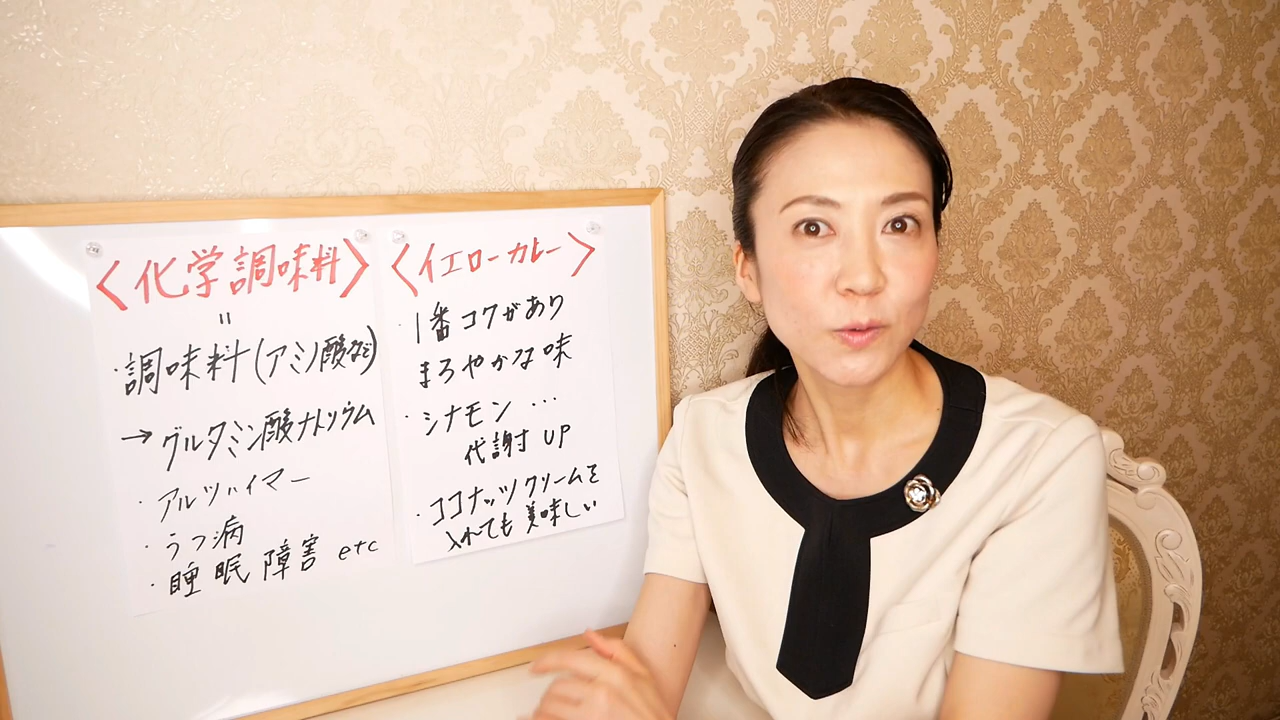 〈化学調味料〉
〃
・調味料(アミノ酸など)
→グルタミン酸ナトリウム
・アルツハイマー
・うつ病
・睡眠障害 etc
〈イエローカレー〉
・1番コクがあり
まろやかな味
・シナモン…
代謝UP
・ココナッツクリームを
入れても美味しい